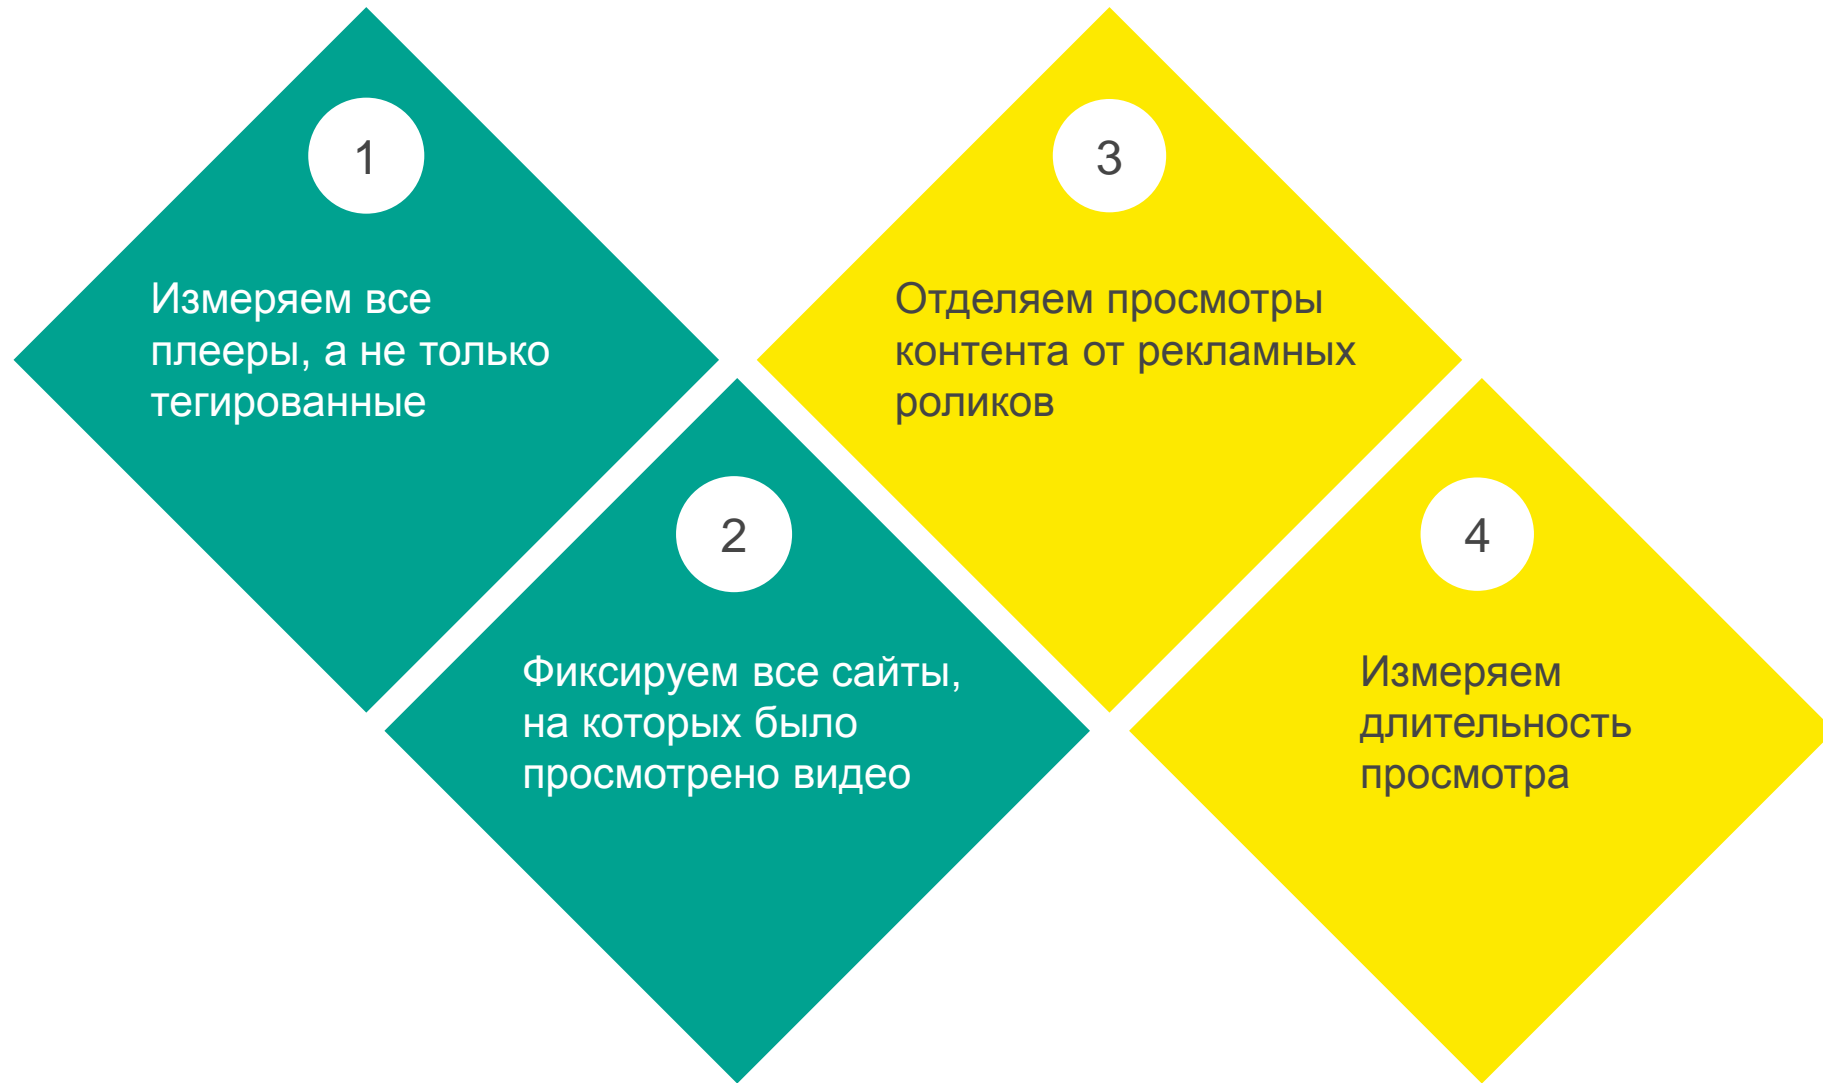 1
Измеряем все
плееры, а не только
тегированные
2
Фиксируем все сайты,
на которых было
просмотрено видео
3
Отделяем просмотры
контента от рекламных
роликов
4
Измеряем
длительность
просмотра